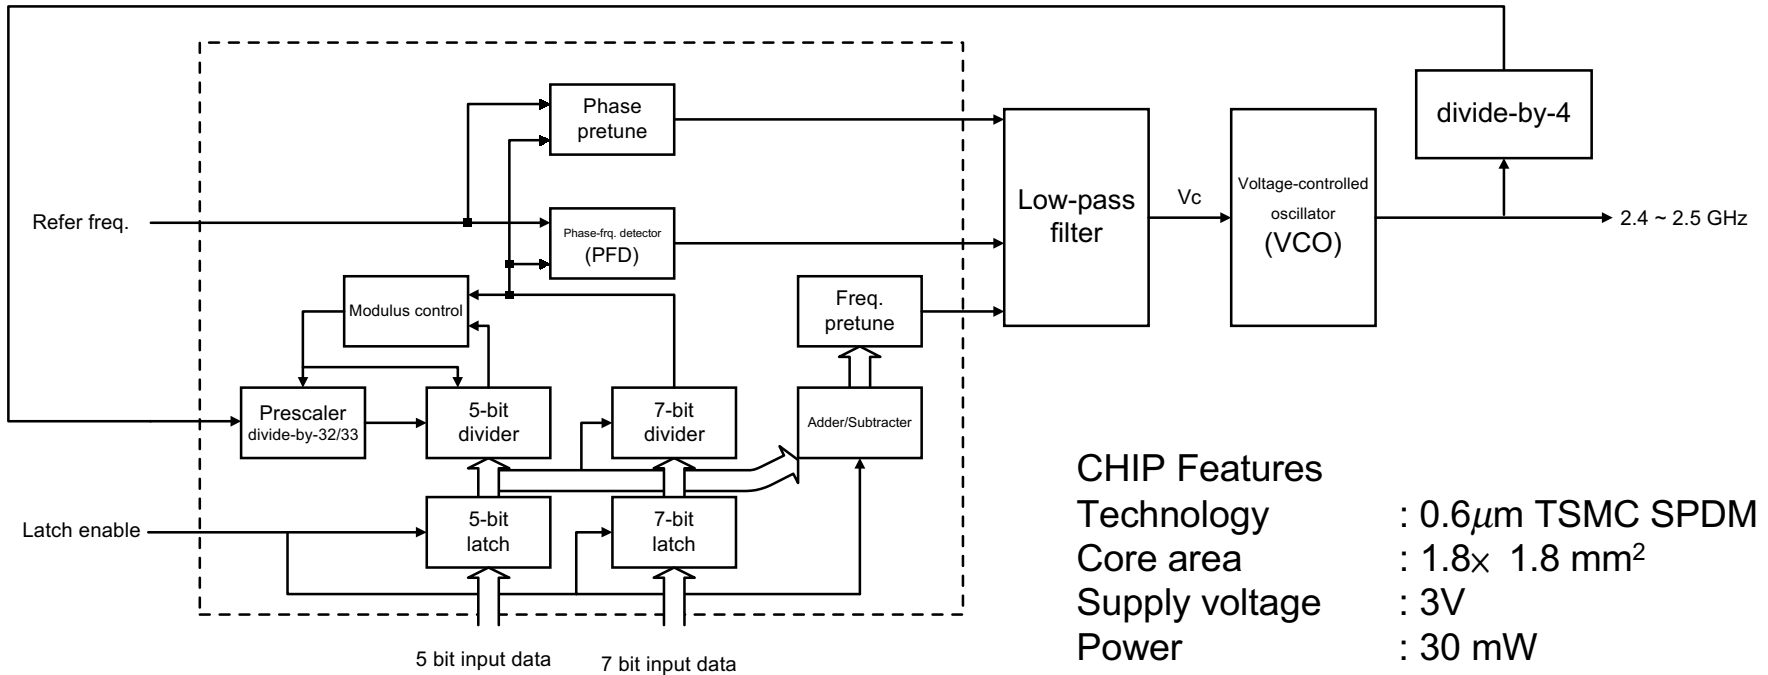 divide-by-4
Phase
pretune
Refer freq.
Phase-frq. detector
(PFD)
Low-pass
filter
Vc
Voltage-controlled
oscillator
(VCO)
2.4 ~ 2.5 GHz
Modulus control
Freq.
pretune
Prescaler
divide-by-32/33
5-bit
divider
7-bit
divider
Adder/Subtracter
Latch enable
5-bit
latch
7-bit
latch
5 bit input data
7 bit input data
CHIP Features
Technology : 0.6μm TSMC SPDM
Core area : 1.8× 1.8 mm²
Supply voltage : 3V
Power : 30 mW